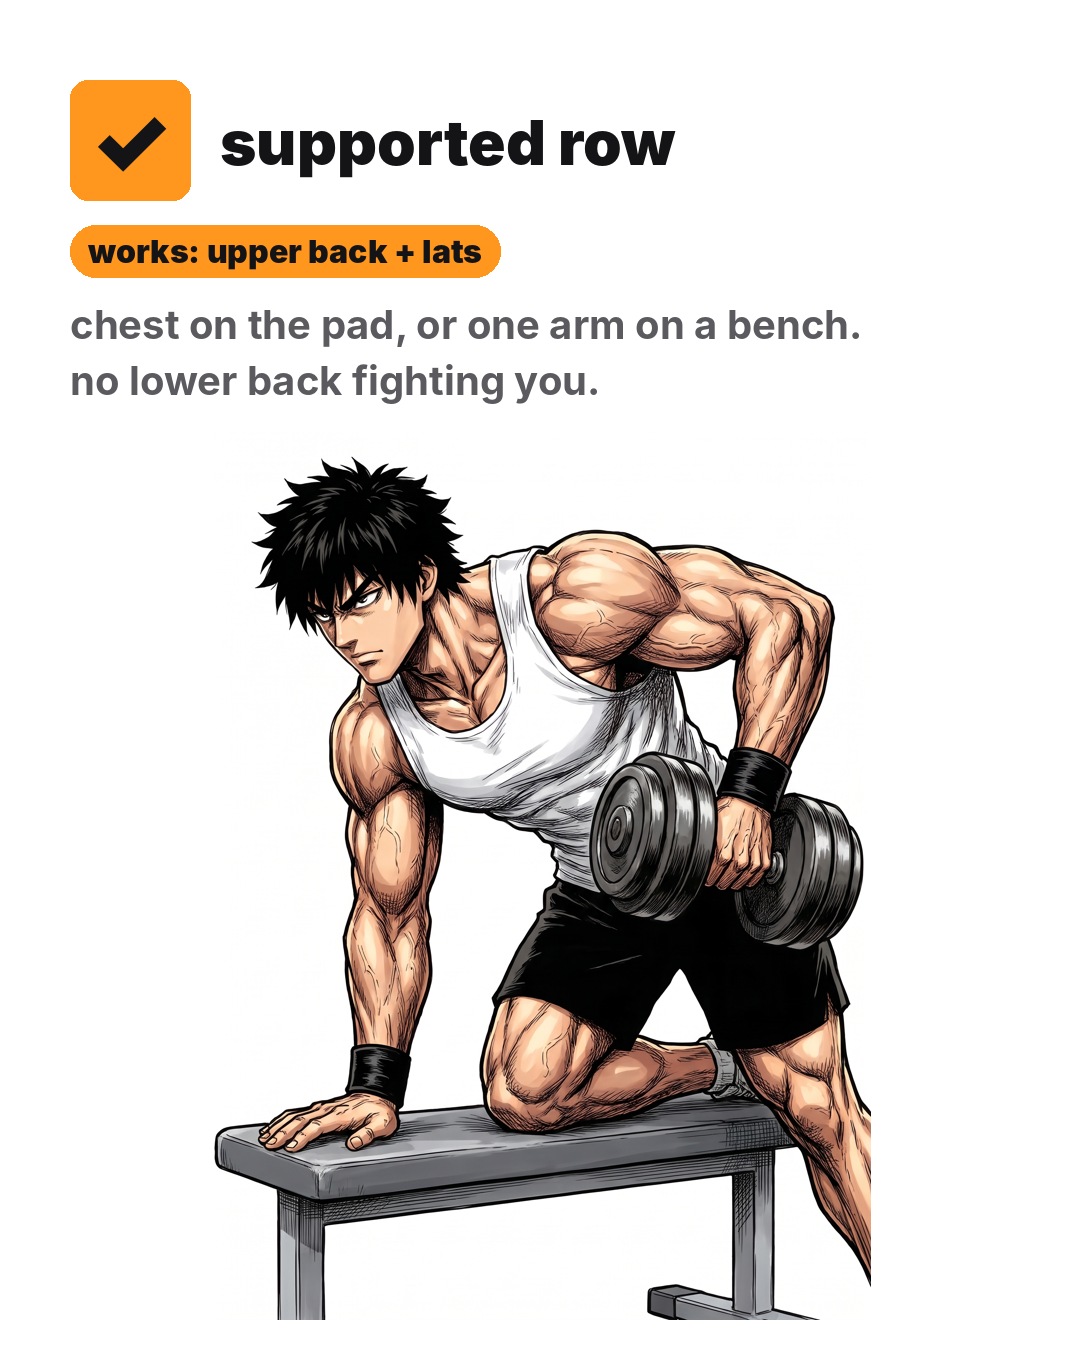 supported row
works: upper back + lats
chest on the pad, or one arm on a bench.
no lower back fighting you.